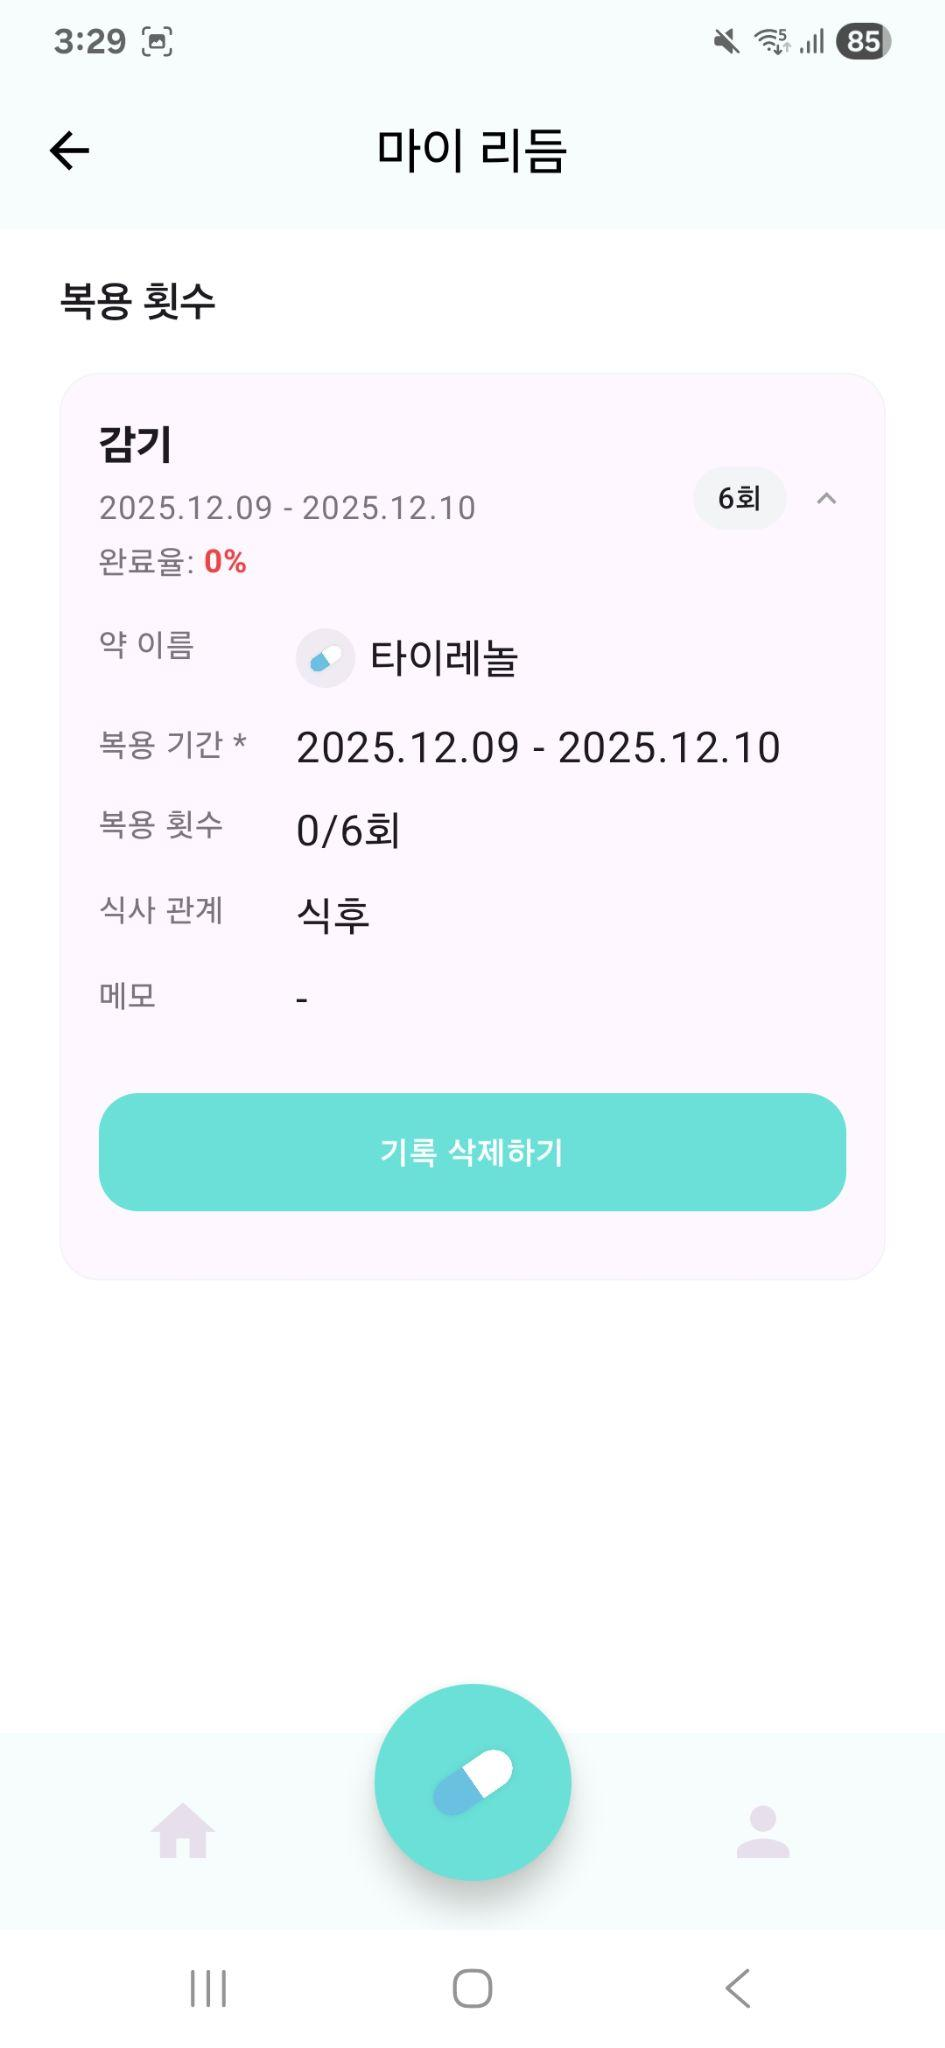 3:29
5
85
마이 리듬
복용 횟수
감기
2025.12.09 - 2025.12.10
6회
완료율: 0%
약 이름 타이레놀
복용 기간 * 2025.12.09 - 2025.12.10
복용 횟수 0/6회
식사 관계 식후
메모 -
기록 삭제하기